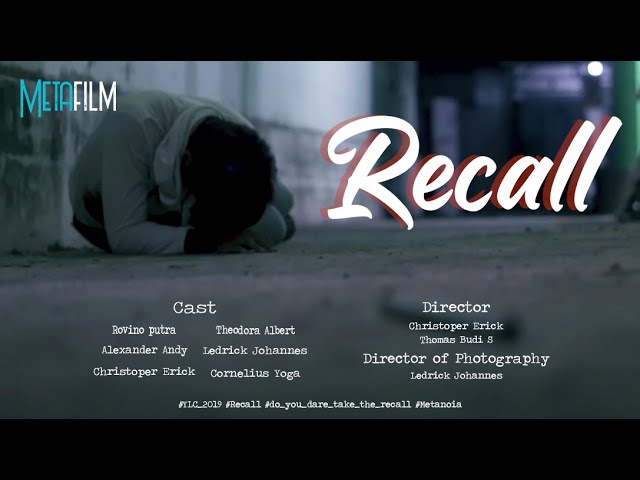 METAFILM
Recall
Cast
Rovino putra
Theodora Albert
Alexander Andy
Ledrick Johannes
Christoper Erick
Cornelius Yoga
Director
Christoper Erick
Thomas Budi S
Director of Photography
Ledrick Johannes
#YLC_2019 #Recall #do_you_dare_take_the_recall #Metanoia